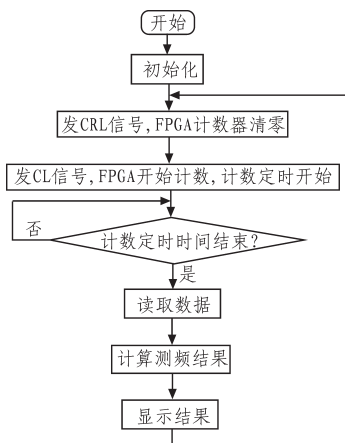 开始
初始化
发CRL信号,FPGA计数器清零
发CL信号,FPGA开始计数,计数定时开始
否
计数定时时间结束?
是
读取数据
计算测频结果
显示结果